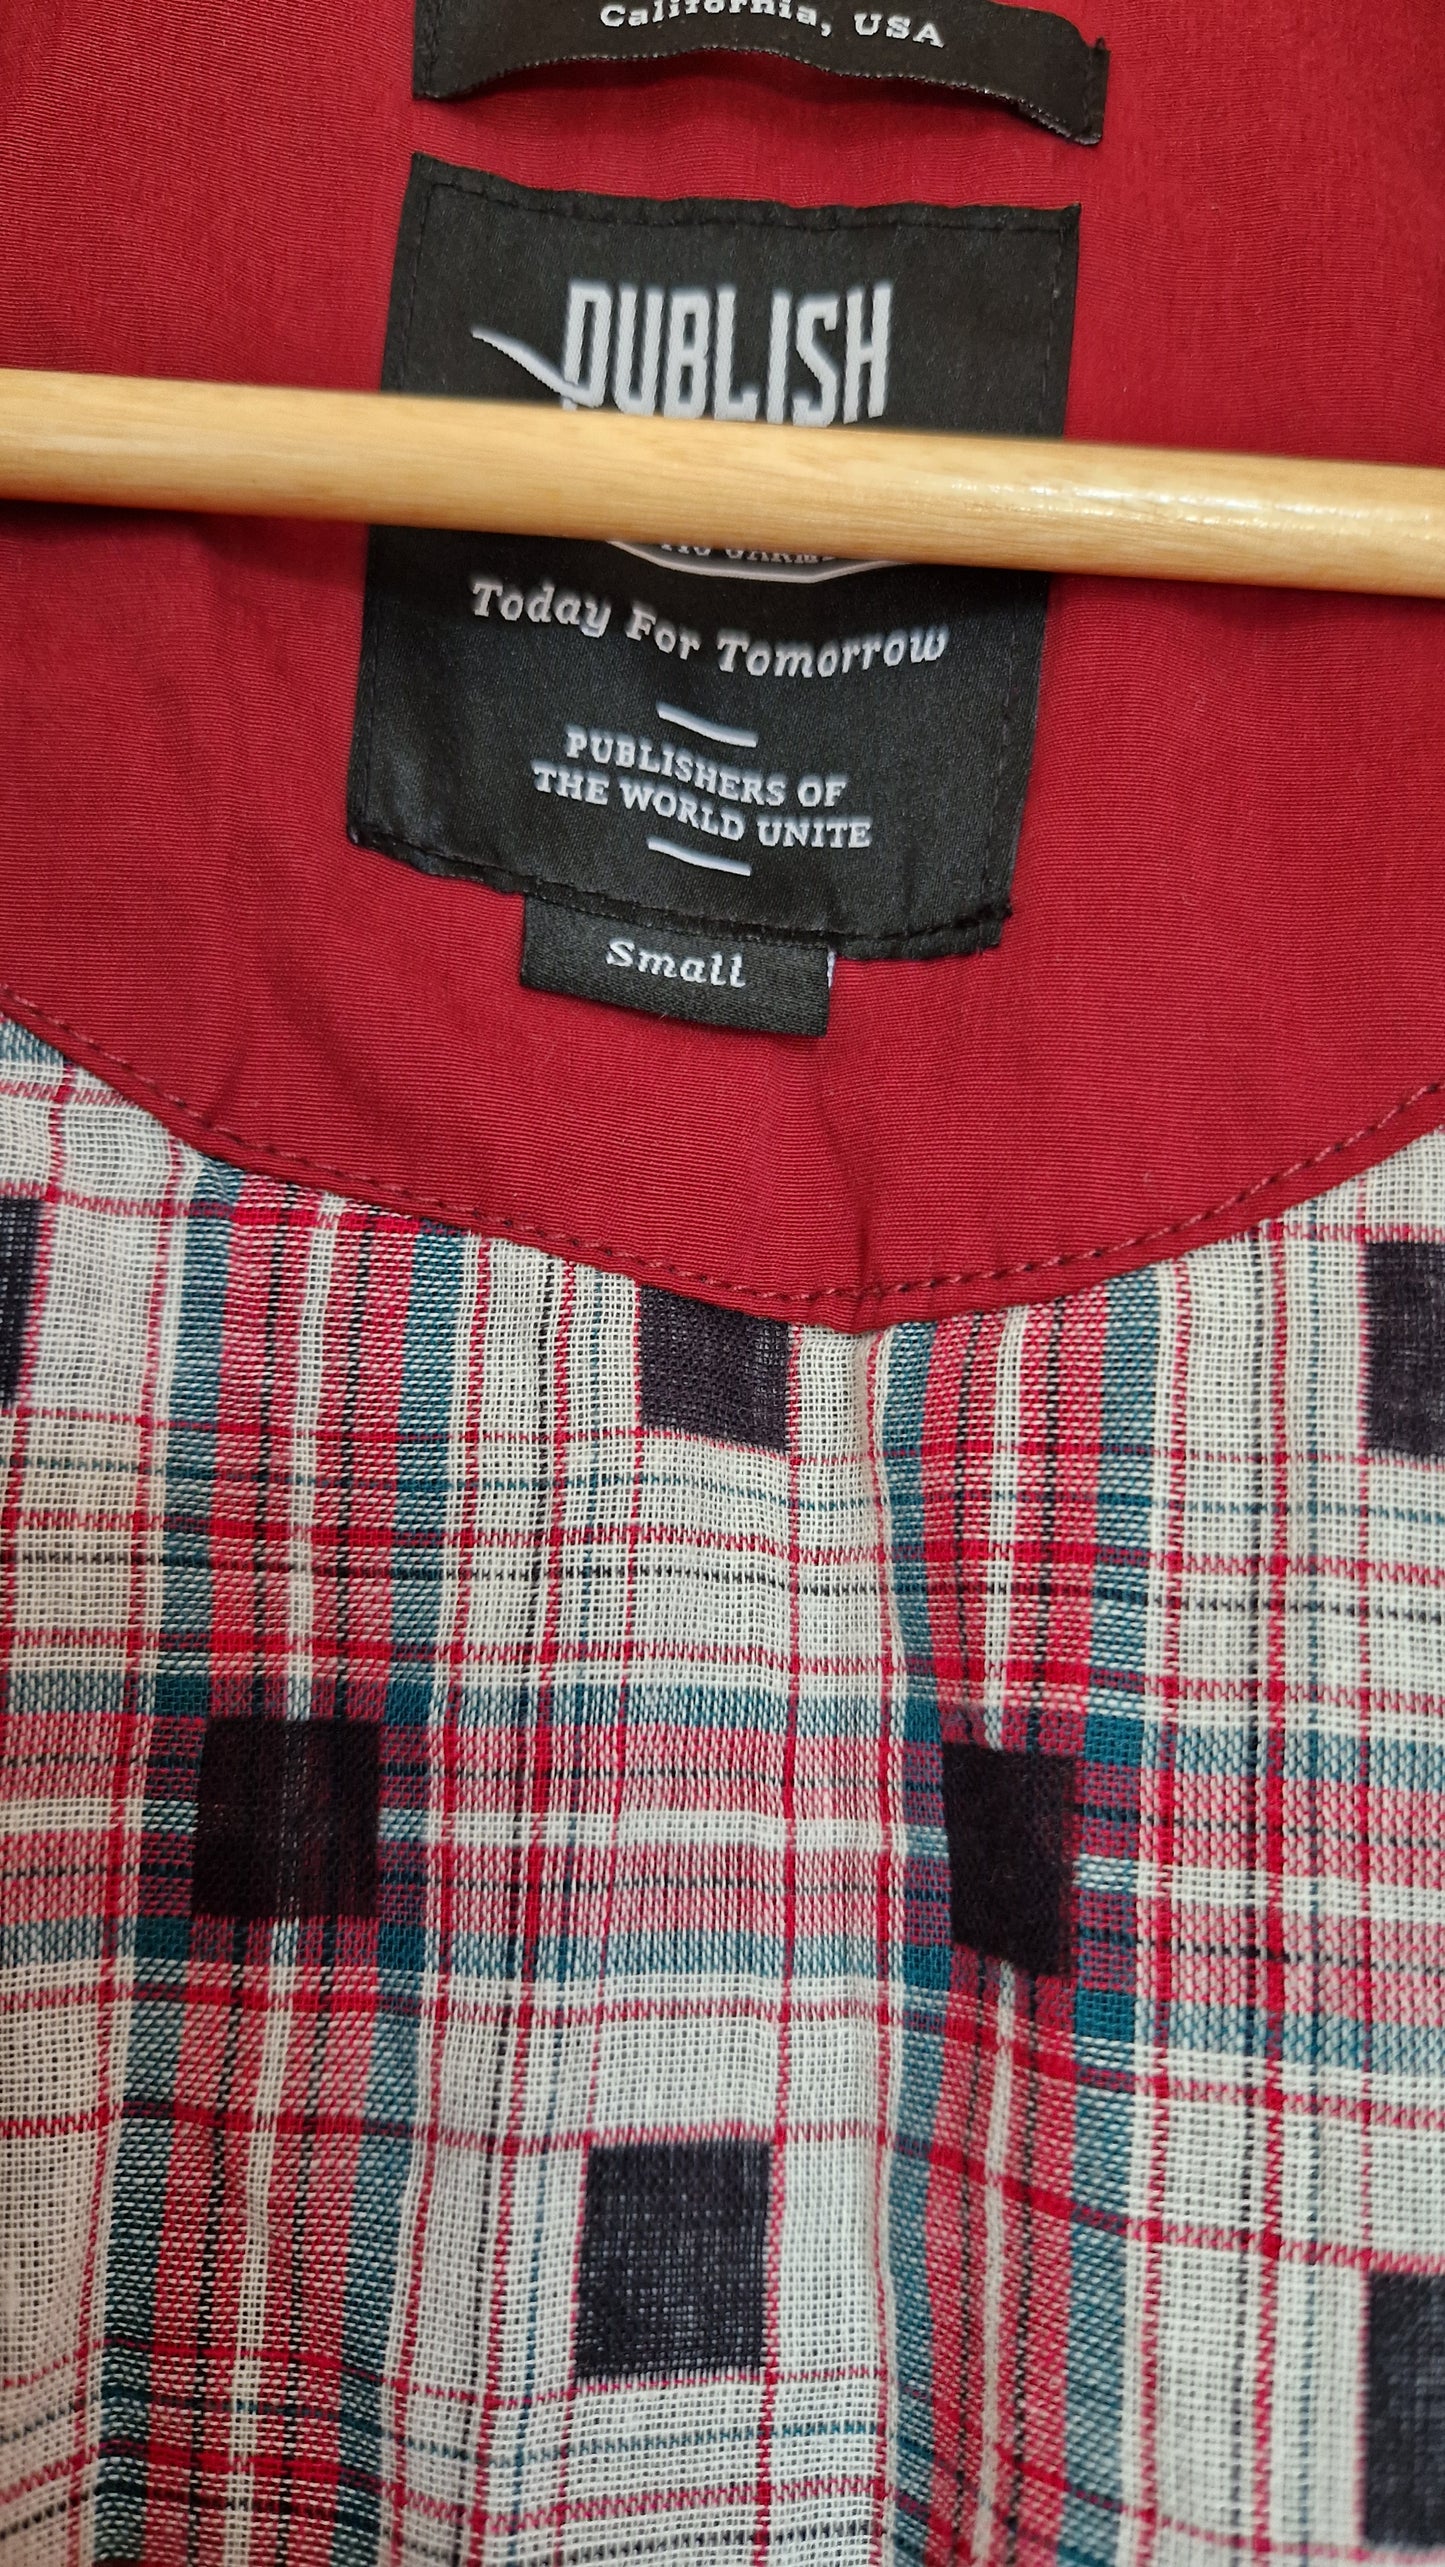 California, USA
PUBLISH
Today For Tomorrow
PUBLISHERS OF
THE WORLD UNITE
Small